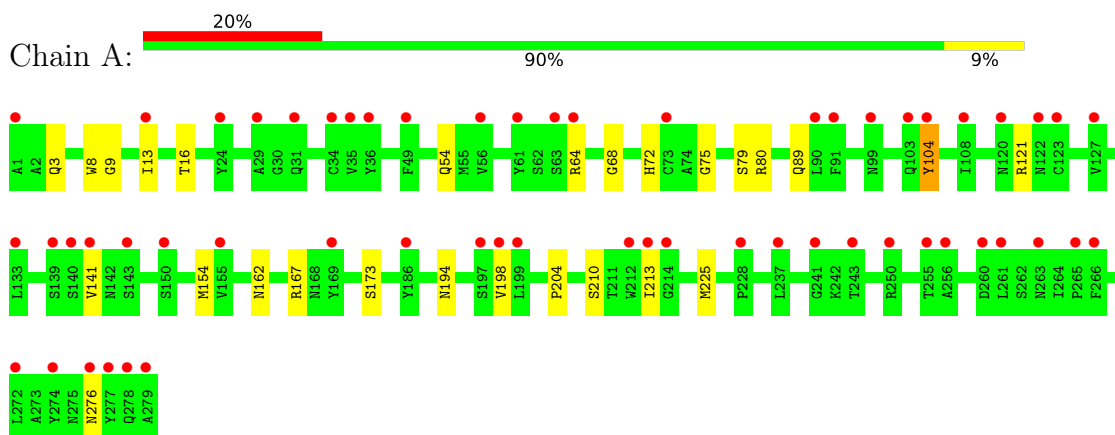 20%
Chain A:
90% 9%
A1 A2 Q3 W8 G9 I13 T16 Y24 A29 G30 Q31 C34 V35 Y36 F49 Q54 M55 V56 Y61 S62 S63 R64 G68 H72 C73 A74 G75 S79 R80 Q89 L90 F91 N99 Q103 Y104 I108 N120 R121 N122 C123 V127
L133 S139 S140 V141 N142 S143 S150 M154 V155 N162 R167 N168 Y169 S173 Y186 N194 S197 V198 L199 P204 S210 T211 W212 I213 G214 M225 P228 L237 G241 K242 T243 R250 T255 A256 D260 L261 S262 N263 I264 P265 F266
L272 A273 Y274 N275 N276 Y277 Q278 A279